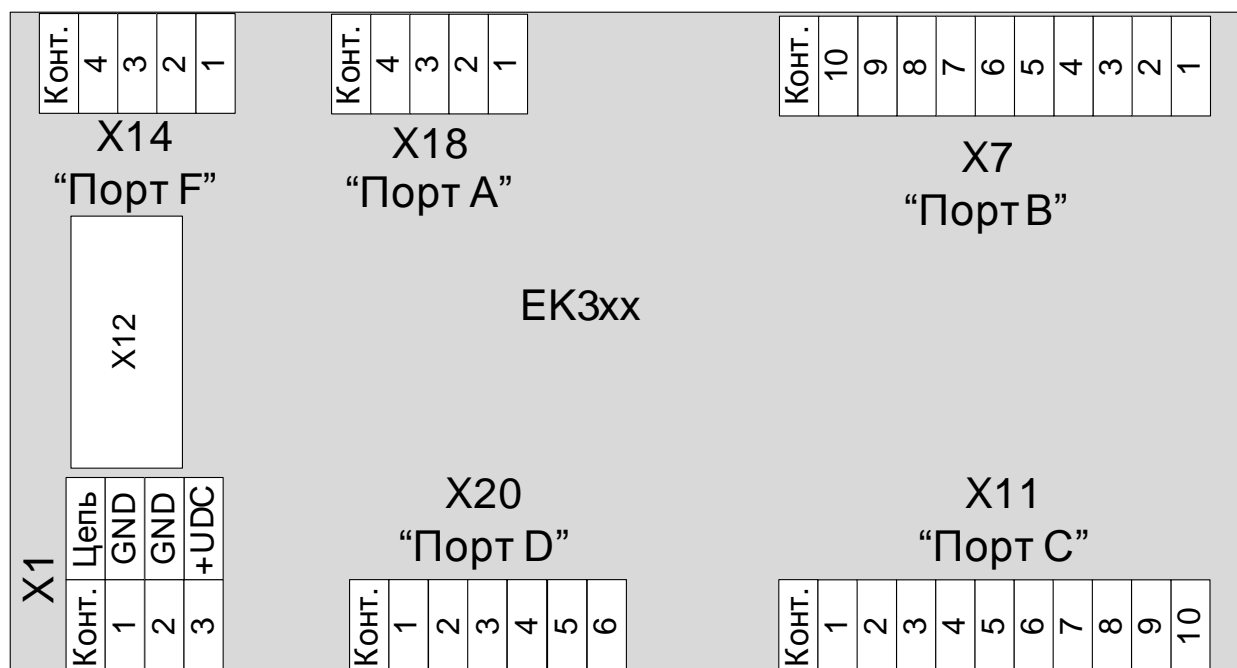 Конт. 4 3 2 1
Конт. 4 3 2 1
Конт. 10 9 8 7 6 5 4 3 2 1
X14
“Порт F”
X18
“Порт A”
X7
“Порт B”
EK3xx
X12
X20
“Порт D”
X11
“Порт C”
X1
Цепь GND GND +UDC
Конт. 1 2 3
Конт. 1 2 3 4 5 6
Конт. 1 2 3 4 5 6 7 8 9 10